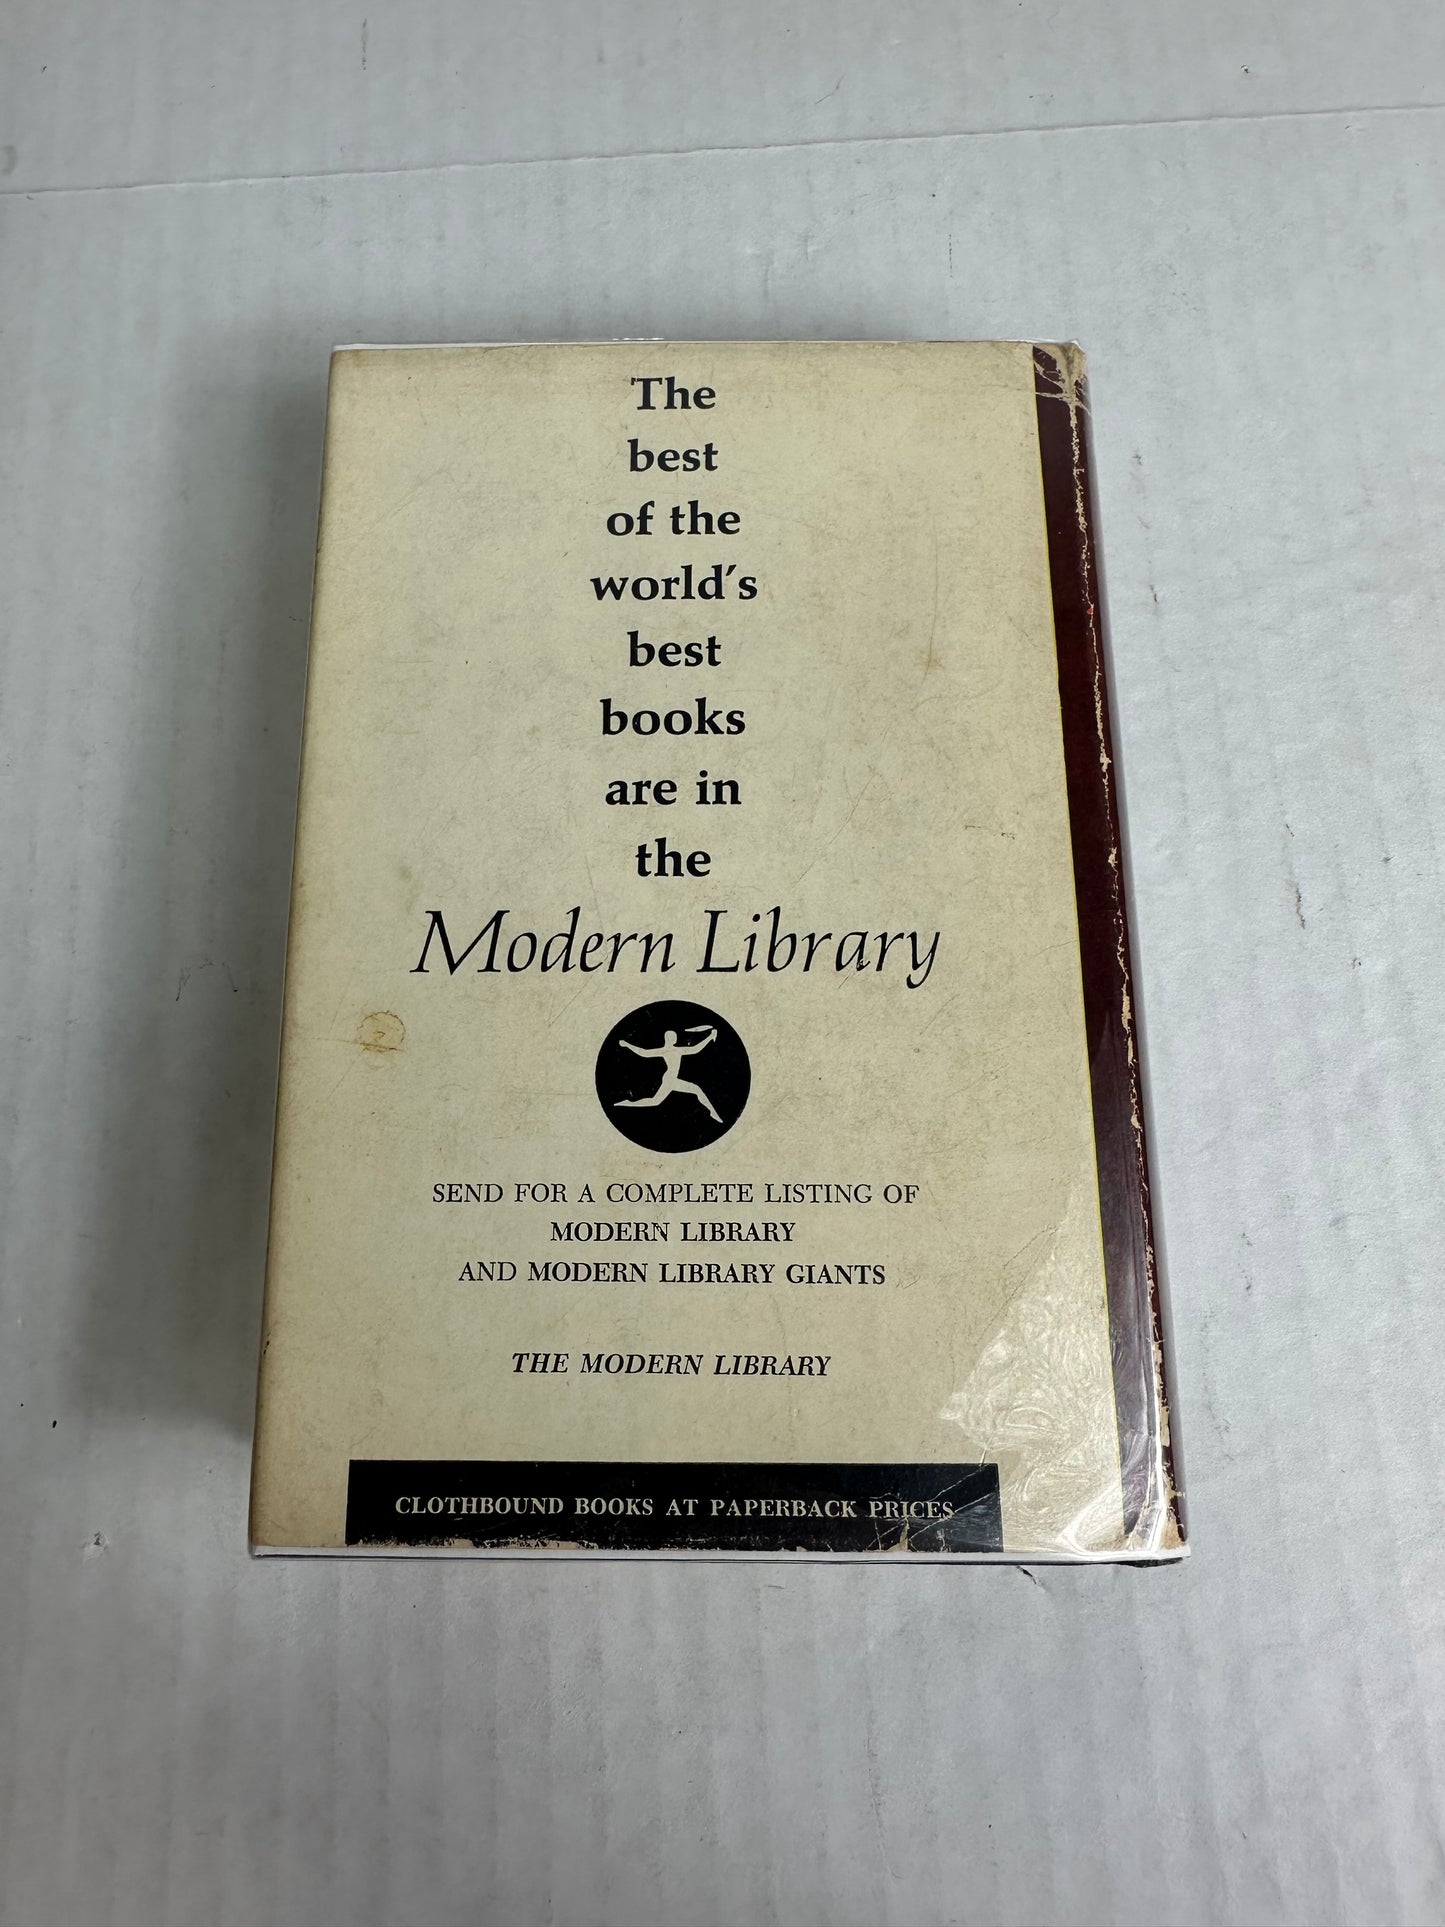 The
best
of the
world's
best
books
are in
the
Modern Library
SEND FOR A COMPLETE LISTING OF
MODERN LIBRARY
AND MODERN LIBRARY GIANTS
THE MODERN LIBRARY
CLOTHBOUND BOOKS AT PAPERBACK PRICES